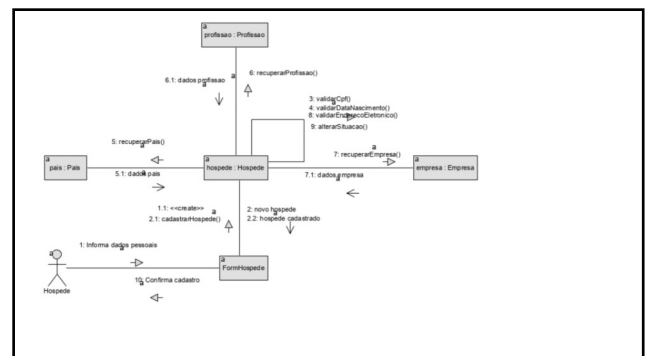 a
profissao : Profissao
6.1: dados profissao
a
6: recuperarProfissao()
a
3: validarCpf()
a
4: validarDataNascimento()
8: validarEnderecoEletronico()
9: alterarSituacao()
5: recuperarPais()
a
a
7: recuperarEmpresa()
a
pais : Pais
a
hospede : Hospede
a
empresa : Empresa
5.1: dados pais
a
7.1: dados empresa
a
1.1: <<create>>
2.1: cadastrarHospede()
a
2: novo hospede
a
2.2: hospede cadastrado
1: Informa dados pessoais
a
a
a
FormHospede
10: Confirma cadastro
a
Hospede